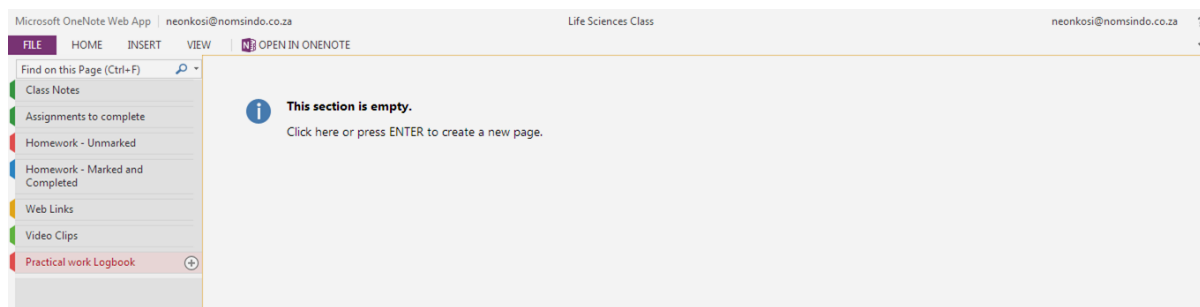 Microsoft OneNote Web App neonkosi@nomsindo.co.za Life Sciences Class neonkosi@nomsindo.co.za
FILE HOME INSERT VIEW OPEN IN ONENOTE
Find on this Page (Ctrl+F)
Class Notes
Assignments to complete
Homework - Unmarked
Homework - Marked and
Completed
Web Links
Video Clips
Practical work Logbook
This section is empty.
Click here or press ENTER to create a new page.